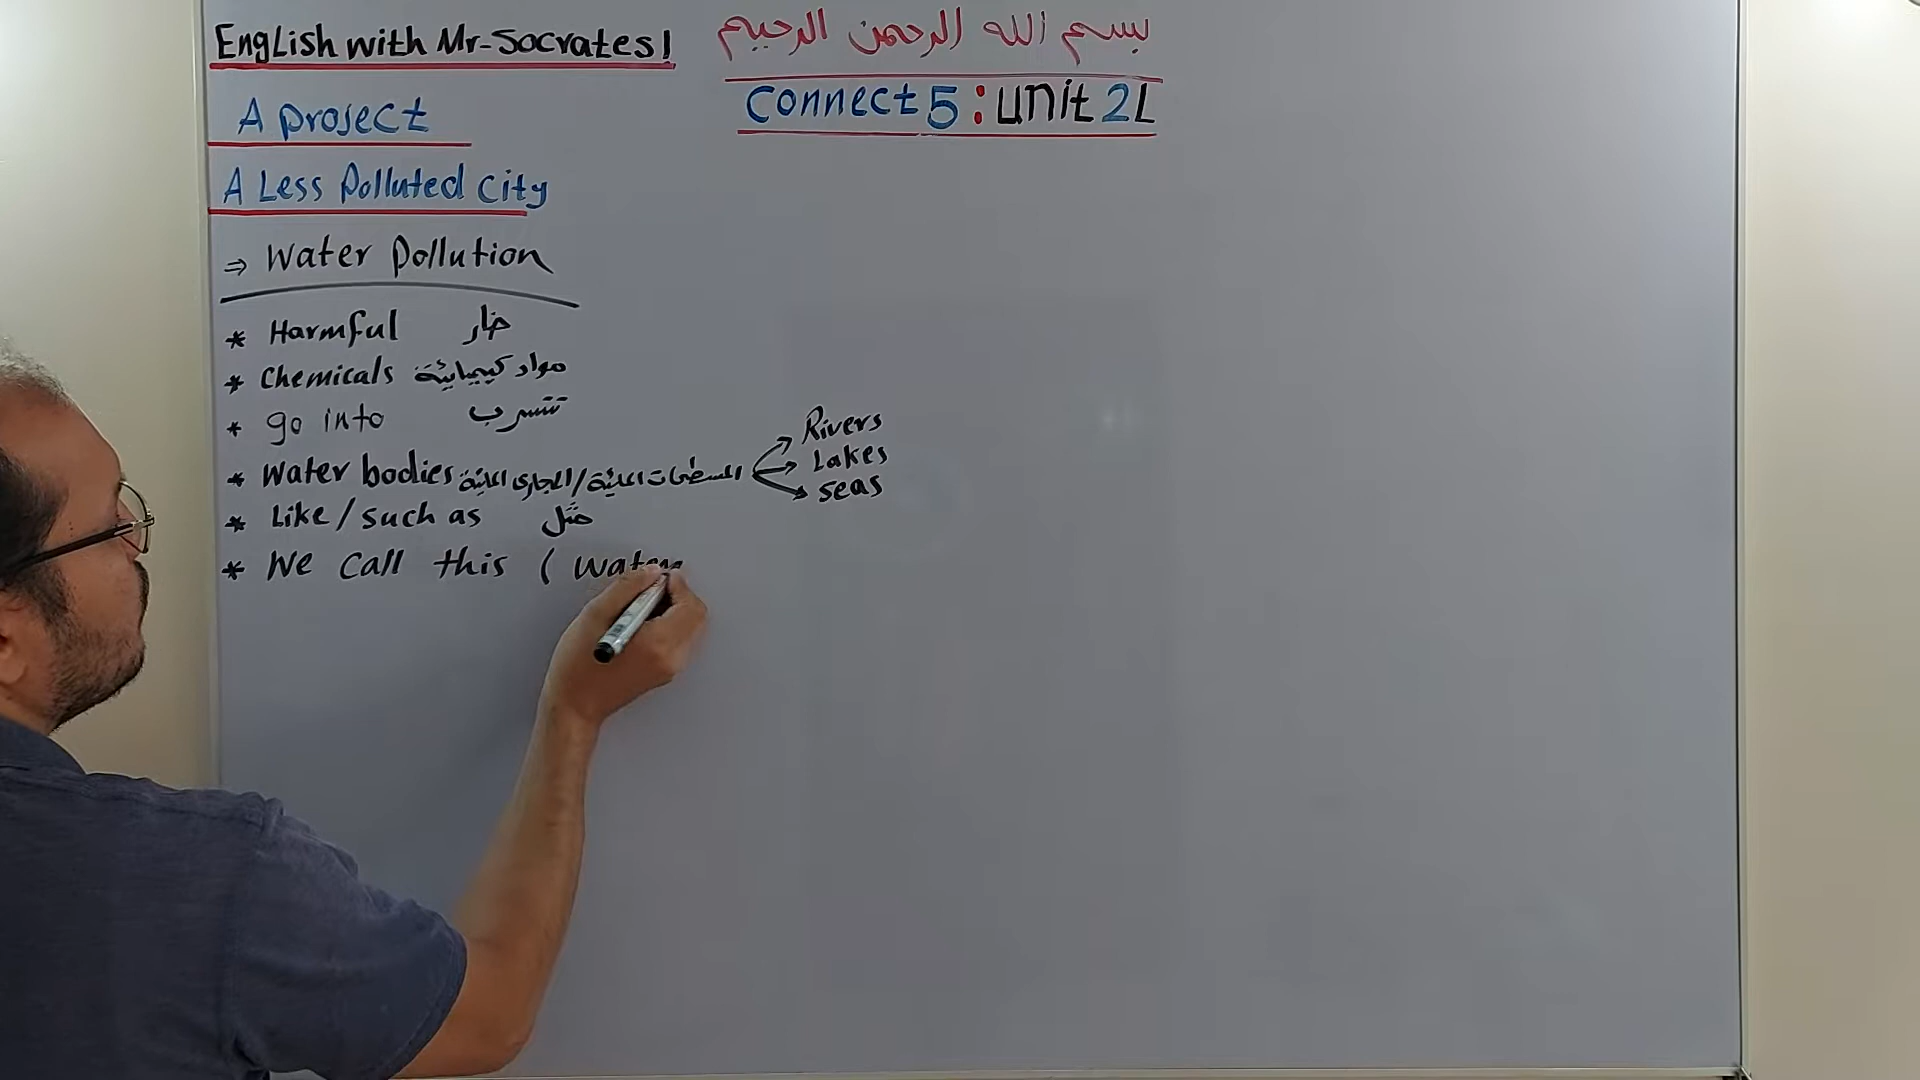 English with Mr-Socrates!
بسم الله الرحمن الرحيم
Connect 5 : Unit 2L
A project
A Less Polluted City
⇒ Water Pollution
* Harmful ضار
* Chemicals مواد كيميائية
* go into تتسرب
* Water bodies المسطحات المائية / المجارى المائية
Rivers
Lakes
seas
* Like / such as مثل
* We call this ( water